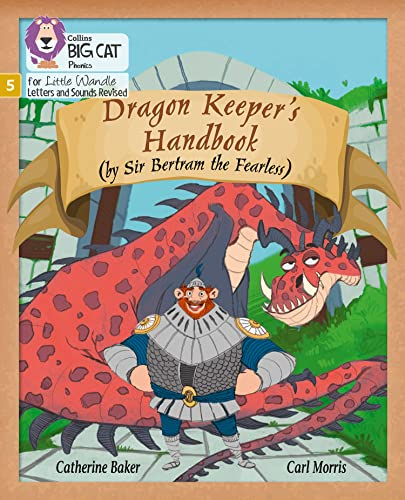 Collins
BIG CAT
Phonics
5
for Little Wandle
Letters and Sounds Revised
Dragon Keeper's
Handbook
(by Sir Bertram the Fearless)
Catherine Baker
Carl Morris